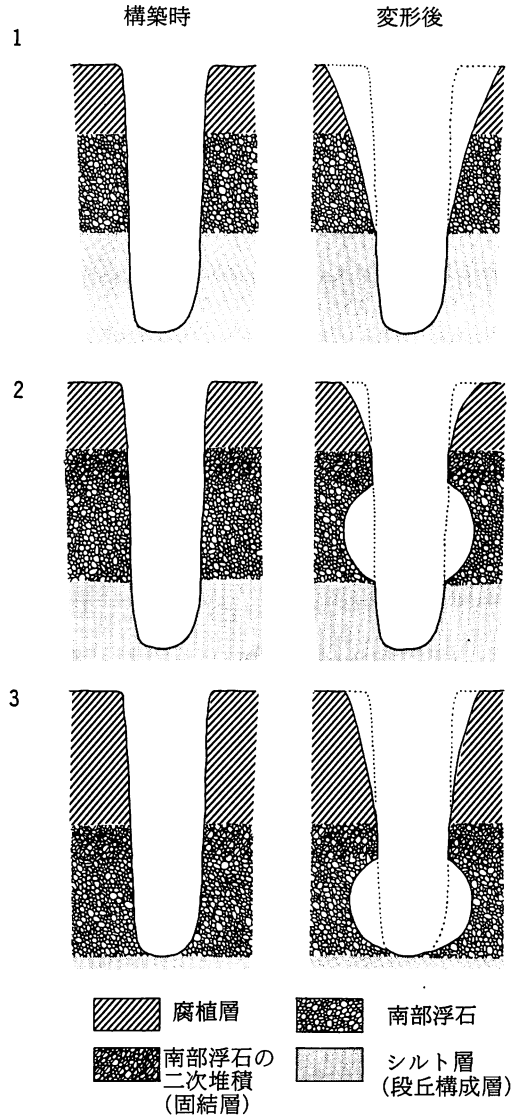 構築時 変形後
1
2
3
腐植層 南部浮石
南部浮石の
二次堆積
(固結層)
シルト層
(段丘構成層)